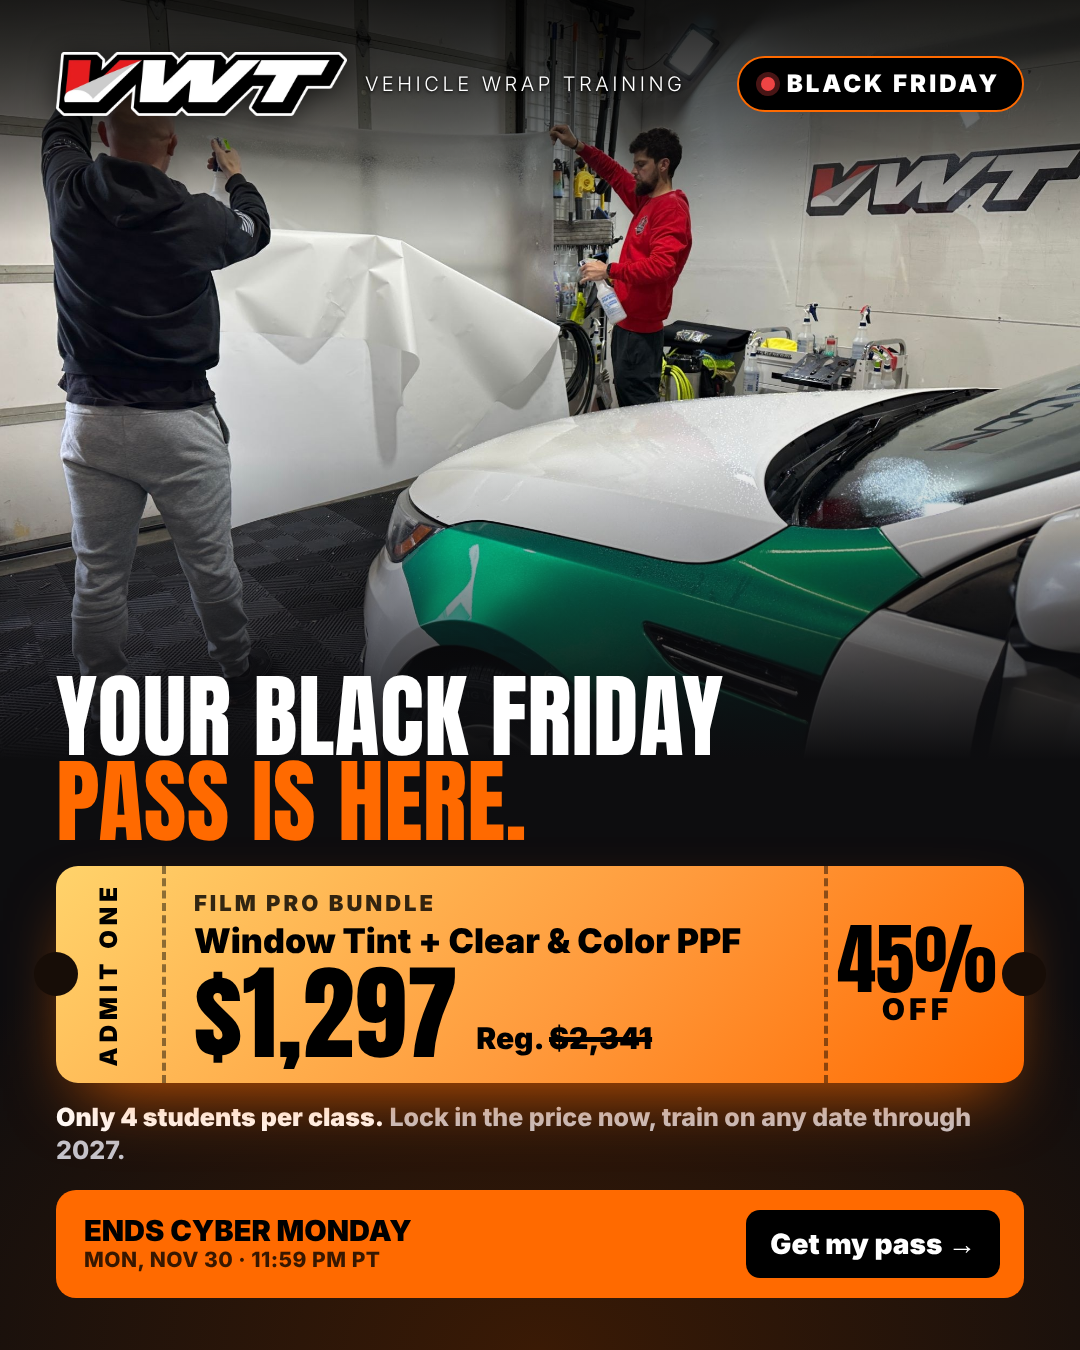 VWT VEHICLE WRAP TRAINING
BLACK FRIDAY
VWT
YOUR BLACK FRIDAY
PASS IS HERE.
ADMIT ONE
FILM PRO BUNDLE
Window Tint + Clear & Color PPF
$1,297 Reg. $2,341
45%
OFF
Only 4 students per class. Lock in the price now, train on any date through
2027.
ENDS CYBER MONDAY
MON, NOV 30 · 11:59 PM PT
Get my pass →